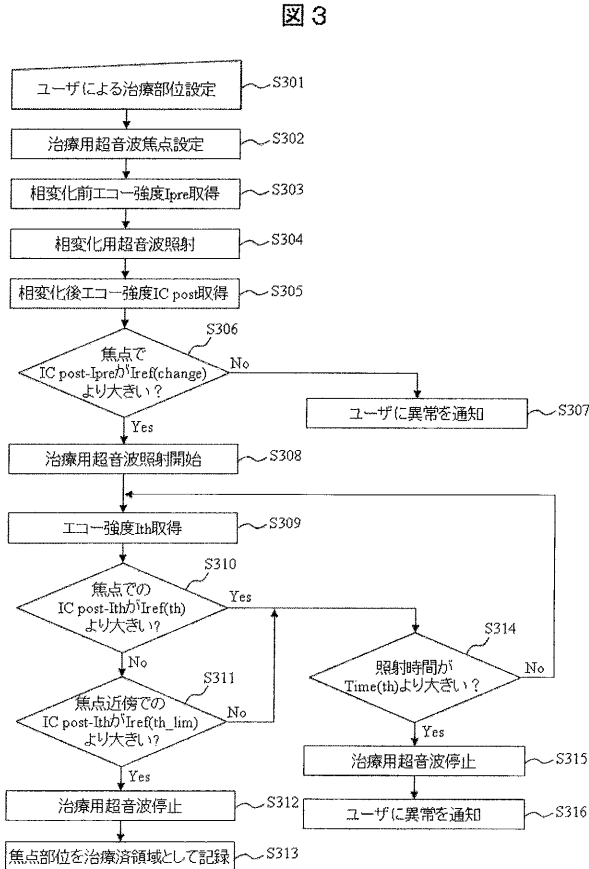 図3
ユーザによる治療部位設定
S301
治療用超音波焦点設定
S302
相変化前エコー強度Ipre取得
S303
相変化用超音波照射
S304
相変化後エコー強度IC post取得
S305
S306
焦点で
IC post-IpreがIref(change)
より大きい？
No
Yes
ユーザに異常を通知
S307
治療用超音波照射開始
S308
エコー強度Ith取得
S309
S310
焦点での
IC post-IthがIref(th)
より大きい?
Yes
No
S311
焦点近傍での
IC post-IthがIref(th_lim)
より大きい?
No
Yes
治療用超音波停止
S312
焦点部位を治療済領域として記録
S313
S314
照射時間が
Time(th)より大きい？
No
Yes
治療用超音波停止
S315
ユーザに異常を通知
S316